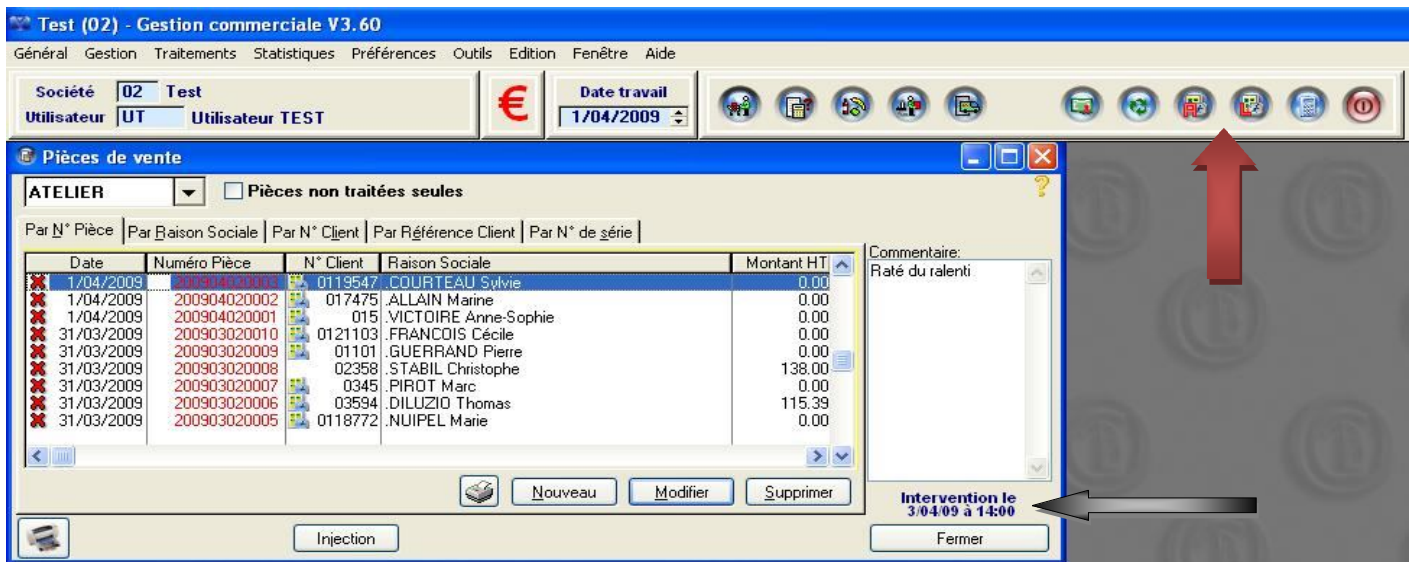 Test (02) - Gestion commerciale V3.60
Général Gestion Traitements Statistiques Préférences Outils Edition Fenêtre Aide
Société 02 Test
Utilisateur UT Utilisateur TEST
€
Date travail
1/04/2009
Pièces de vente
ATELIER Pièces non traitées seules
Par N° Pièce Par Raison Sociale Par N° Client Par Référence Client Par N° de série
Date Numéro Pièce N° Client Raison Sociale Montant HT
1/04/2009 200904020003 0119547 .COURTEAU Sylvie 0.00
1/04/2009 200904020002 017475 .ALLAIN Marine 0.00
1/04/2009 200904020001 015 .VICTOIRE Anne-Sophie 0.00
31/03/2009 200903020010 0121103 .FRANCOIS Cécile 0.00
31/03/2009 200903020009 01101 .GUERRAND Pierre 0.00
31/03/2009 200903020008 02358 .STABIL Christophe 138.00
31/03/2009 200903020007 0345 .PIROT Marc 0.00
31/03/2009 200903020006 03594 .DILUZIO Thomas 115.39
31/03/2009 200903020005 0118772 .NUIPEL Marie 0.00
Commentaire:
Raté du ralenti
Nouveau Modifier Supprimer
Intervention le
3/04/09 à 14:00
Injection Fermer